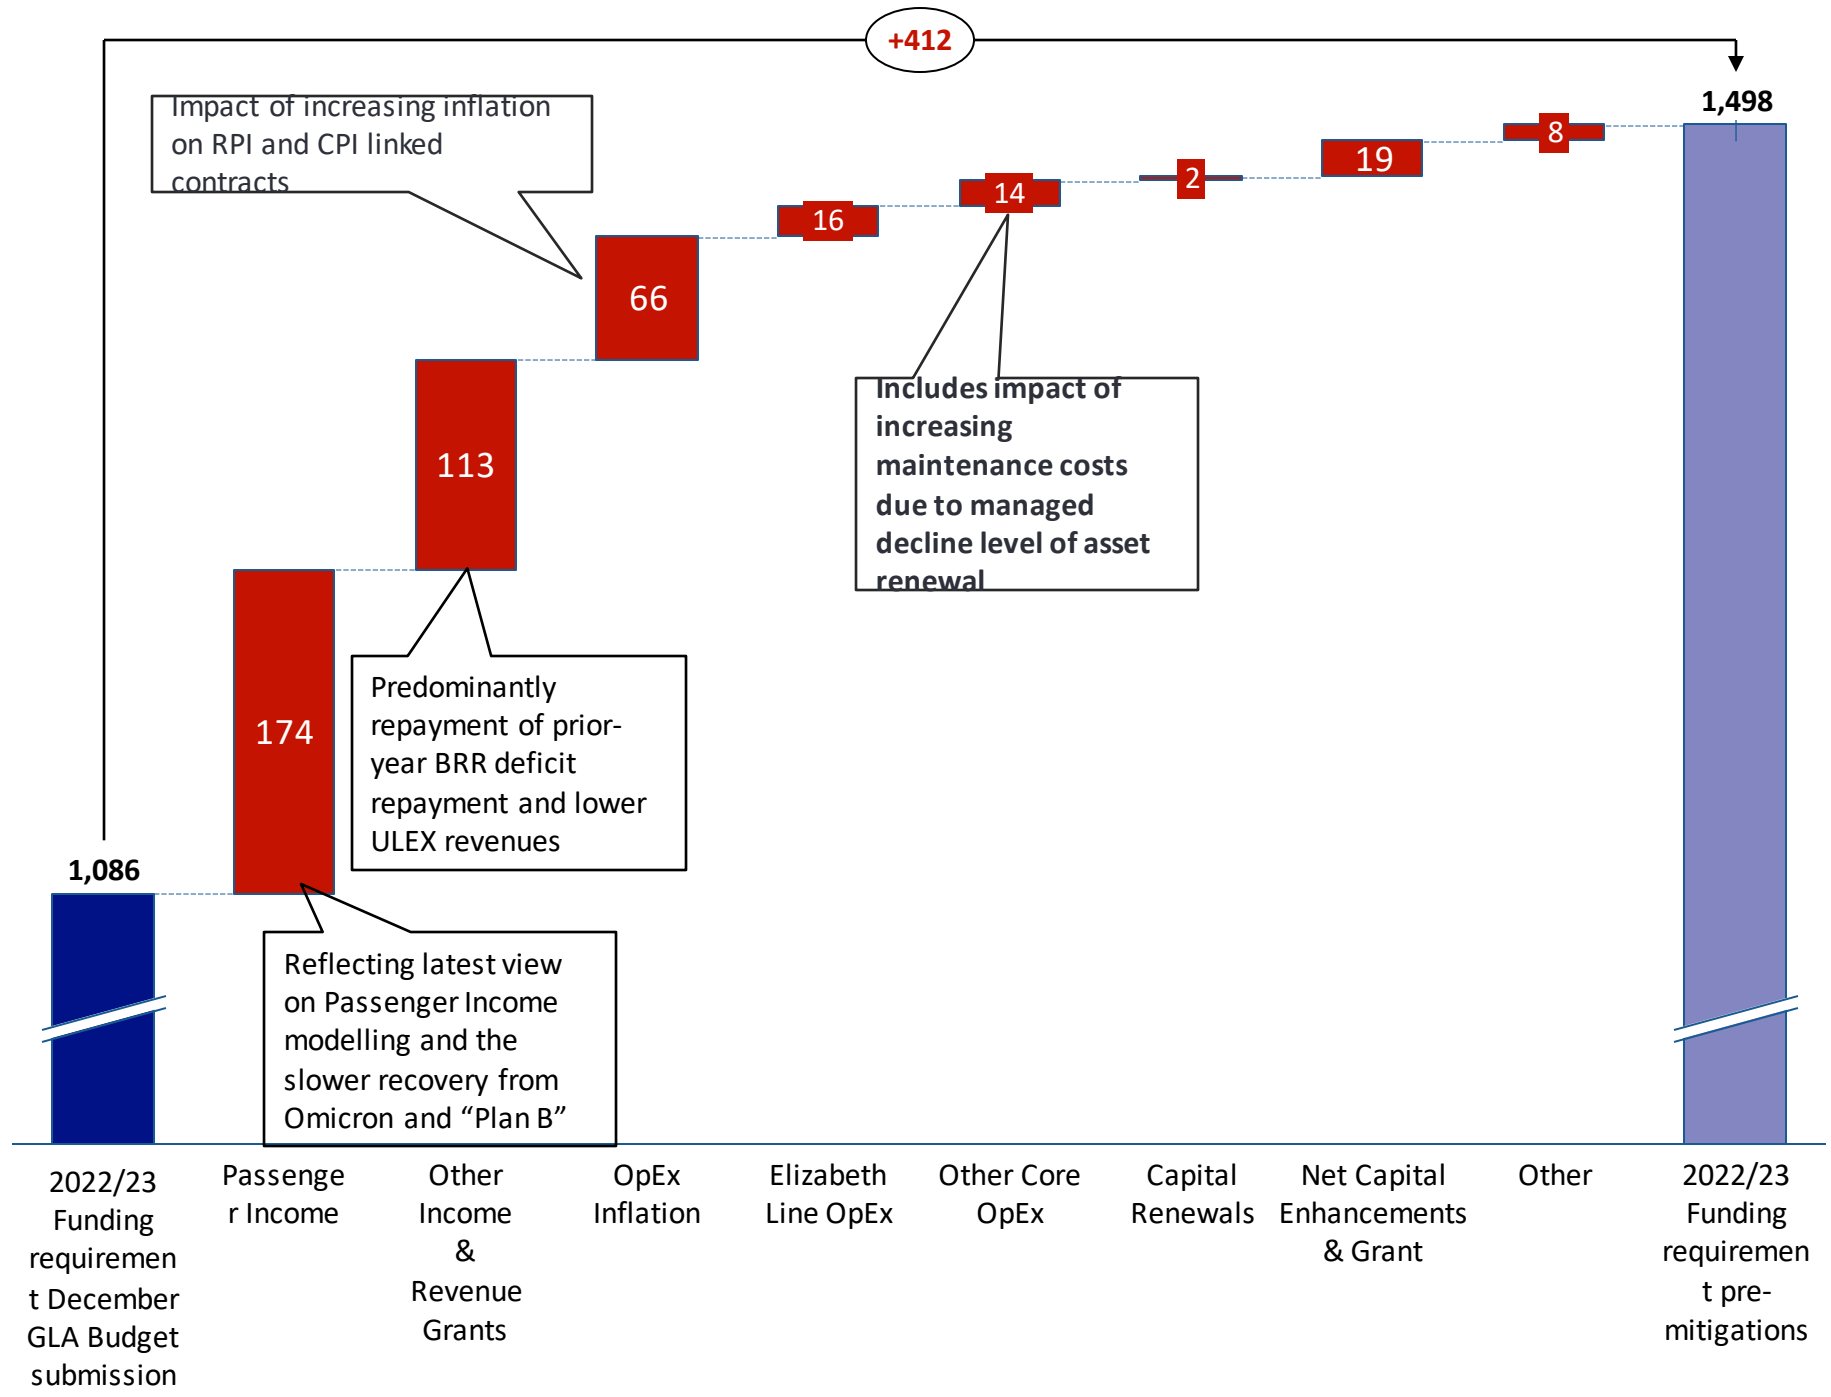 +412
Impact of increasing inflation
on RPI and CPI linked
contracts
1,498
8
19
2
14
16
66
113
174
1,086
Includes impact of
increasing
maintenance costs
due to managed
decline level of asset
renewal
Predominantly
repayment of prior-
year BRR deficit
repayment and lower
ULEX revenues
Reflecting latest view
on Passenger Income
modelling and the
slower recovery from
Omicron and “Plan B”
2022/23
Funding
requiremen
t December
GLA Budget
submission
Passenge
r Income
Other
Income
&
Revenue
Grants
OpEx
Inflation
Elizabeth
Line OpEx
Other Core
OpEx
Capital
Renewals
Net Capital
Enhancements
& Grant
Other
2022/23
Funding
requiremen
t pre-
mitigations